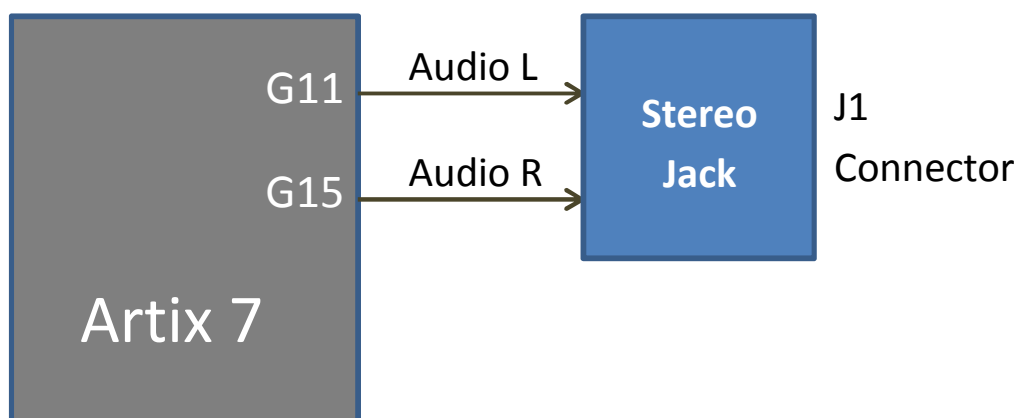 G11
Audio L
G15
Audio R
Artix 7
Stereo
Jack
J1
Connector